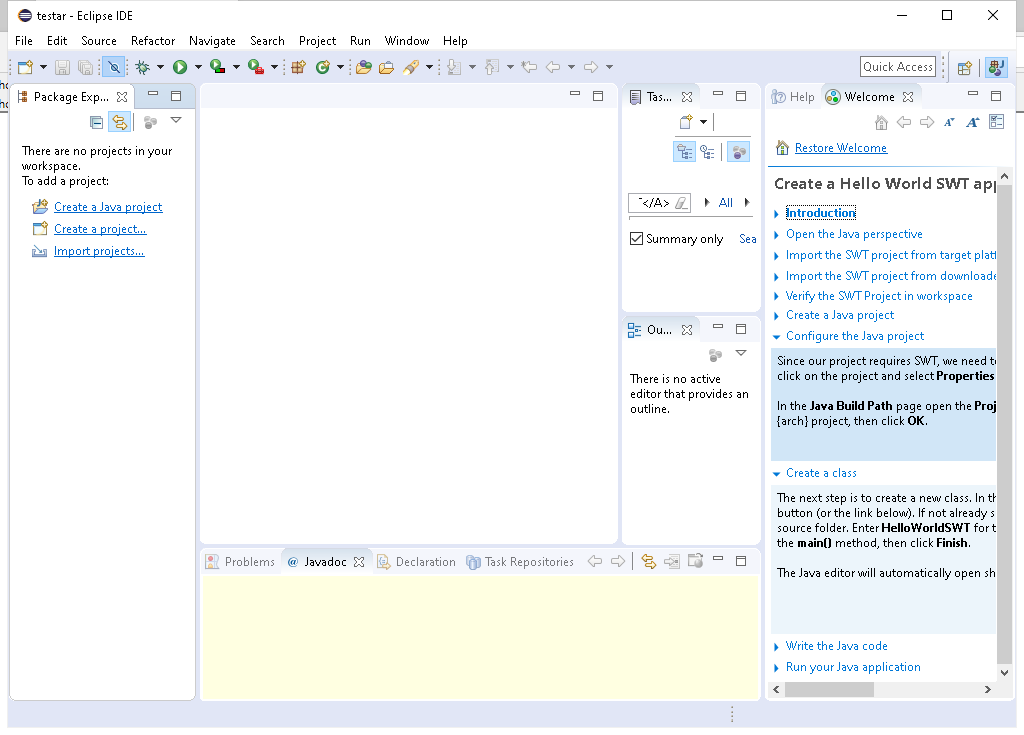 testar - Eclipse IDE
File Edit Source Refactor Navigate Search Project Run Window Help
Quick Access
Package Exp...
There are no projects in your
workspace.
To add a project:
Create a Java project
Create a project...
Import projects...
Tas...
</A>
All
Summary only Sea
Ou...
There is no active
editor that provides an
outline.
Problems @ Javadoc Declaration Task Repositories
Help Welcome
Restore Welcome
Create a Hello World SWT app
Introduction
Open the Java perspective
Import the SWT project from target platf
Import the SWT project from downloade
Verify the SWT Project in workspace
Create a Java project
Configure the Java project
Since our project requires SWT, we need to
click on the project and select Properties
In the Java Build Path page open the Proj
{arch} project, then click OK.
Create a class
The next step is to create a new class. In th
button (or the link below). If not already s
source folder. Enter HelloWorldSWT for t
the main() method, then click Finish.
The Java editor will automatically open sh
Write the Java code
Run your Java application